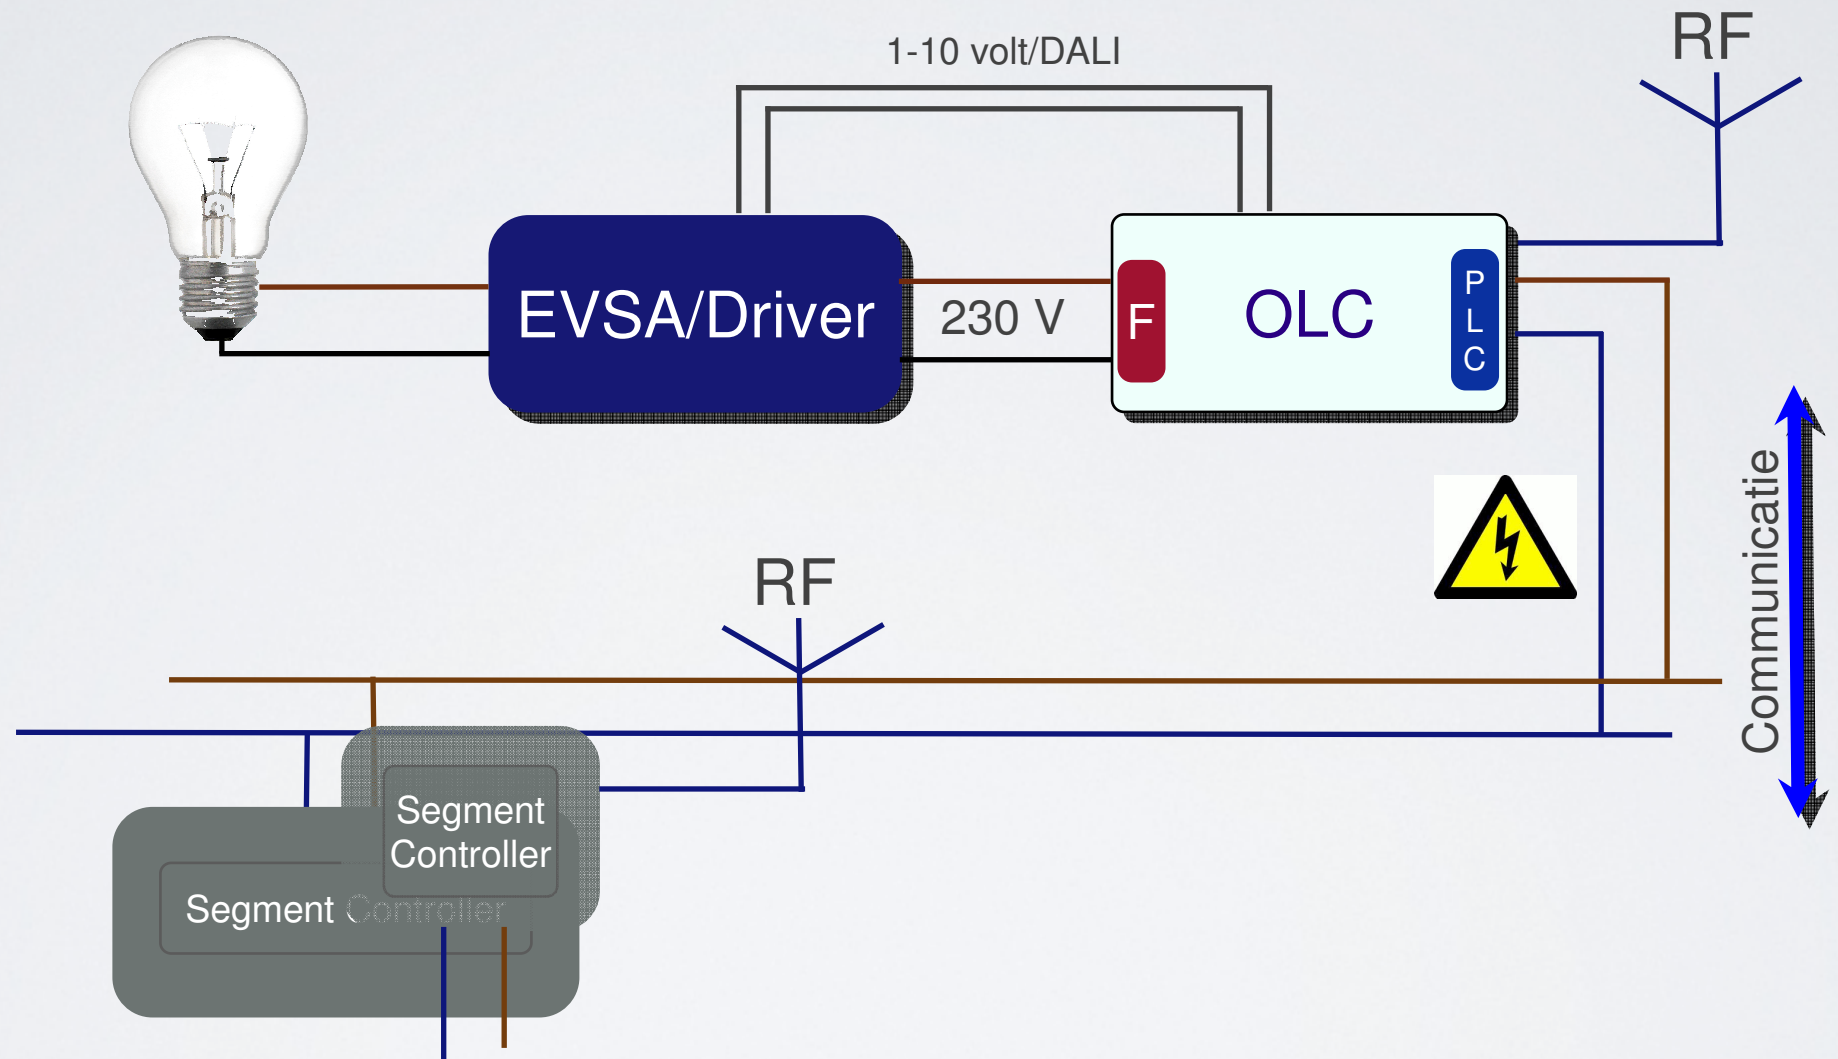 1-10 volt/DALI
RF
EVSA/Driver
230 V
F
OLC
P
L
C
Communicatie
RF
Segment
Controller
Segment Controller